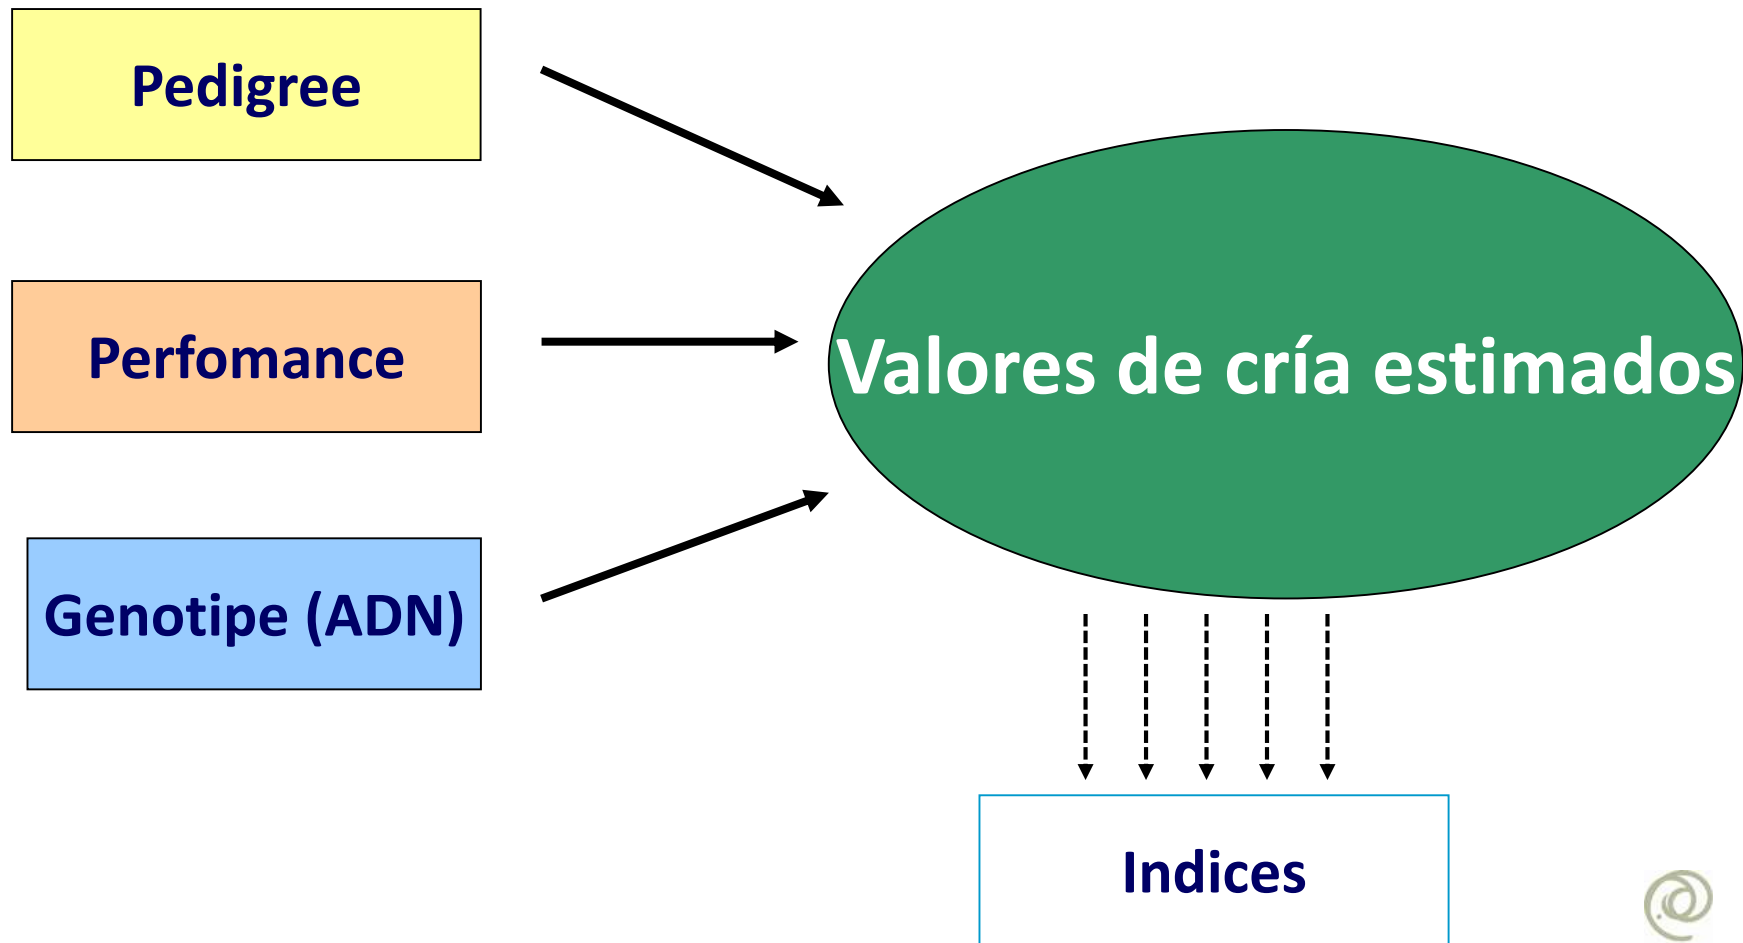 Pedigree
Perfomance
Valores de cría estimados
Genotipe (ADN)
Indices